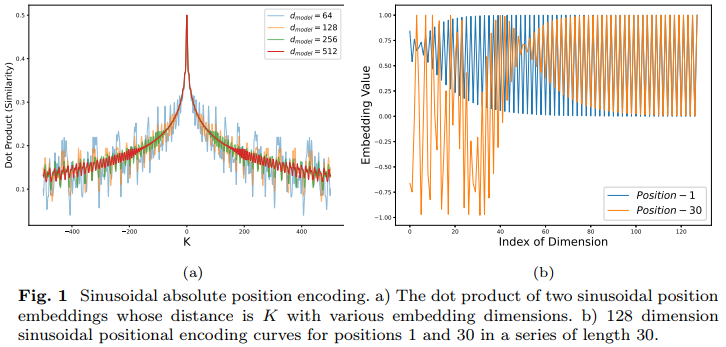 0.5
0.4
0.3
0.2
0.1
Dot Product (Similarity)
−400
−200
0
200
400
K
d_model = 64
d_model = 128
d_model = 256
d_model = 512
(a)
1.00
0.75
0.50
0.25
0.00
−0.25
−0.50
−0.75
−1.00
Embedding Value
0
20
40
60
80
100
120
Index of Dimension
Position − 1
Position − 30
(b)
Fig. 1 Sinusoidal absolute position encoding. a) The dot product of two sinusoidal position
embeddings whose distance is K with various embedding dimensions. b) 128 dimension
sinusoidal positional encoding curves for positions 1 and 30 in a series of length 30.